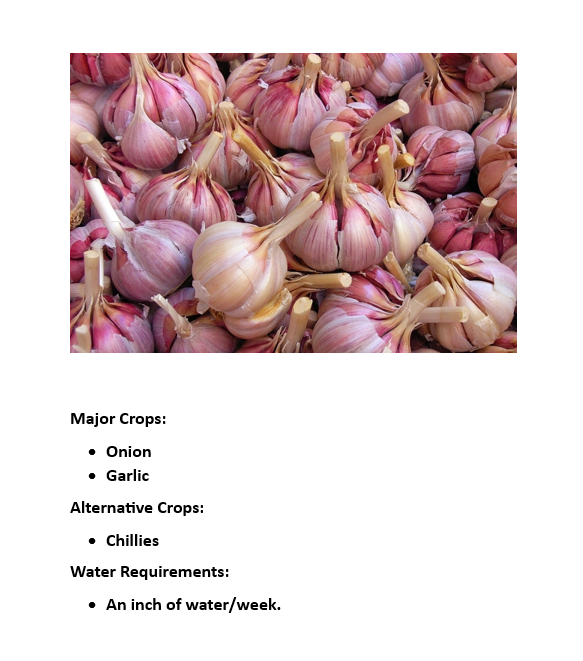 Major Crops:
• Onion
• Garlic
Alternative Crops:
• Chillies
Water Requirements:
• An inch of water/week.